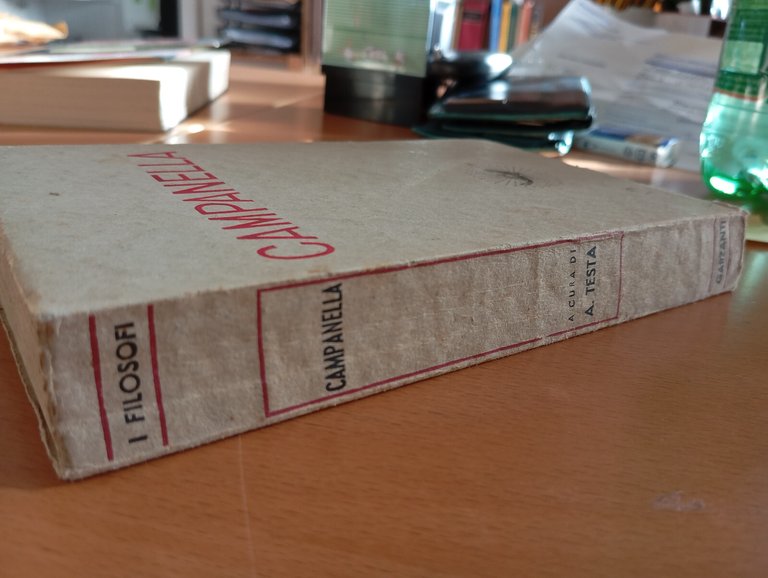 CAMPANELLA
I FILOSOFI
CAMPANELLA
A CURA DI
A. TESTA
GARZANTI